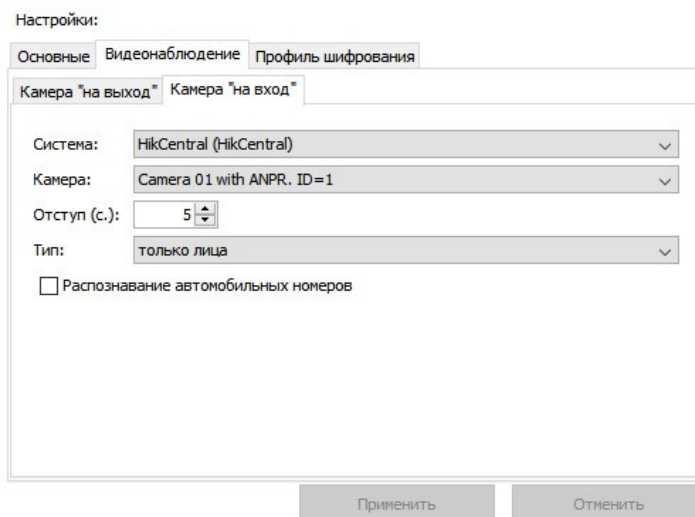 Настройки:
Основные Видеонаблюдение Профиль шифрования
Камера "на выход" Камера "на вход"
Система: HikCentral (HikCentral)
Камера: Camera 01 with ANPR. ID=1
Отступ (с.): 5
Тип: только лица
Распознавание автомобильных номеров
Применить Отменить